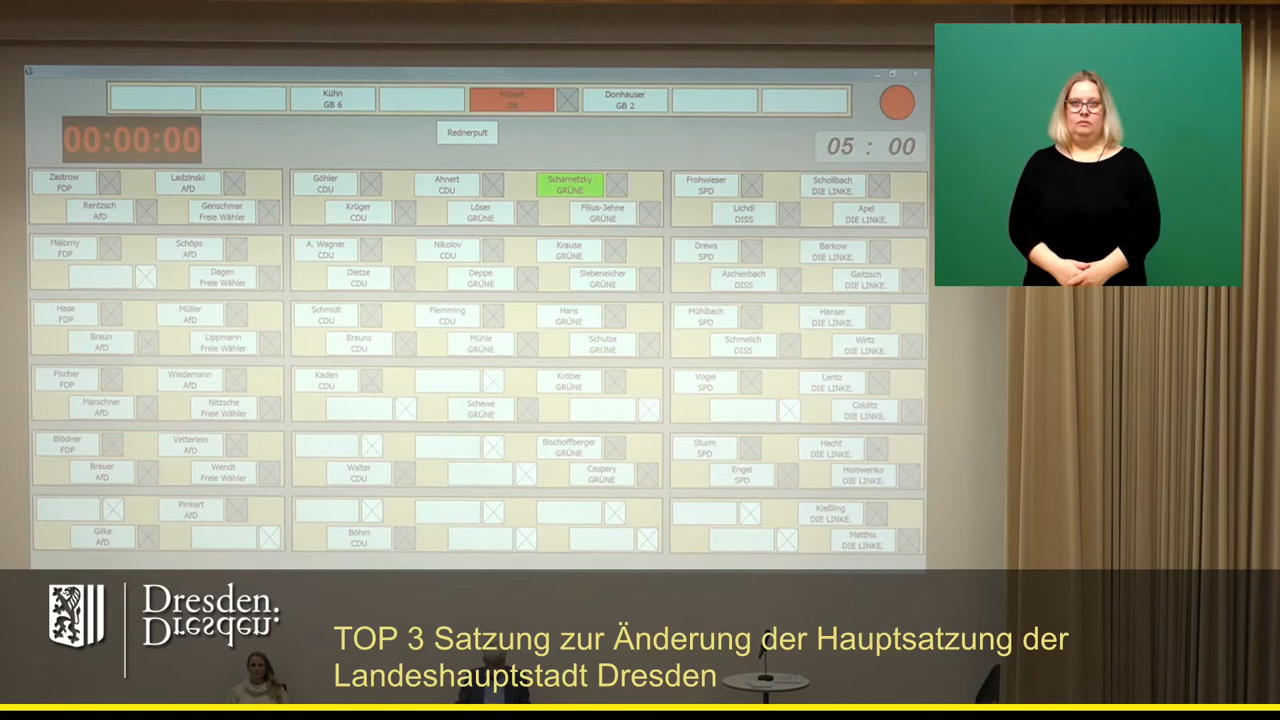 Kühn
GB 6
Hilbert
OB
Donhauser
GB 2
00:00:00
Rednerpult
05 : 00
Zastrow
FDP
Ladzinski
AfD
Göhler
CDU
Ahnert
CDU
Scharnetzky
GRÜNE
Frohwieser
SPD
Schollbach
DIE LINKE.
Rentzsch
AfD
Genschmar
Freie Wähler
Krüger
CDU
Löser
GRÜNE
Filius-Jehne
GRÜNE
Lichdi
DISS
Apel
DIE LINKE.
Malorny
FDP
Schöps
AfD
A. Wagner
CDU
Nikolov
CDU
Krause
GRÜNE
Drews
SPD
Barkow
DIE LINKE.
Dagen
Freie Wähler
Dietze
CDU
Deppe
GRÜNE
Siebeneicher
GRÜNE
Aschenbach
DISS
Gaitzsch
DIE LINKE.
Hase
FDP
Müller
AfD
Schmidt
CDU
Flemming
CDU
Hans
GRÜNE
Mühlbach
SPD
Hanser
DIE LINKE.
Braun
AfD
Lippmann
Freie Wähler
Brauns
CDU
Mühle
GRÜNE
Schulze
GRÜNE
Schmelich
DISS
Wirtz
DIE LINKE.
Fischer
FDP
Wiedemann
AfD
Kaden
CDU
Kröber
GRÜNE
Vogel
SPD
Lentz
DIE LINKE.
Marschner
AfD
Nitzsche
Freie Wähler
Schewe
GRÜNE
Colditz
DIE LINKE.
Blödner
FDP
Vetterlein
AfD
Bischoffberger
GRÜNE
Sturm
SPD
Hecht
DIE LINKE.
Breuer
AfD
Wendt
Freie Wähler
Walter
CDU
Caspary
GRÜNE
Engel
SPD
Holowenko
DIE LINKE.
Pinkert
AfD
Kießling
DIE LINKE.
Gilke
AfD
Böhm
CDU
Matthis
DIE LINKE.
Dresden.
Dresden.
TOP 3 Satzung zur Änderung der Hauptsatzung der
Landeshauptstadt Dresden